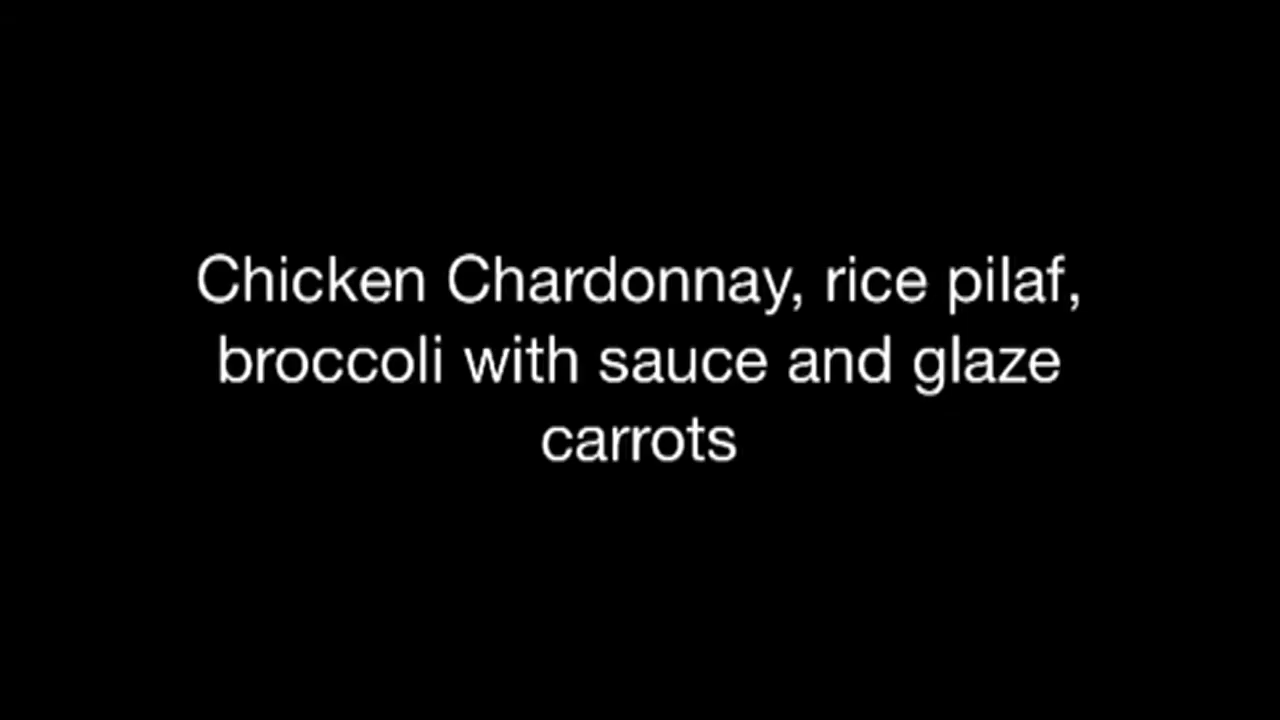 Chicken Chardonnay, rice pilaf,
broccoli with sauce and glaze
carrots